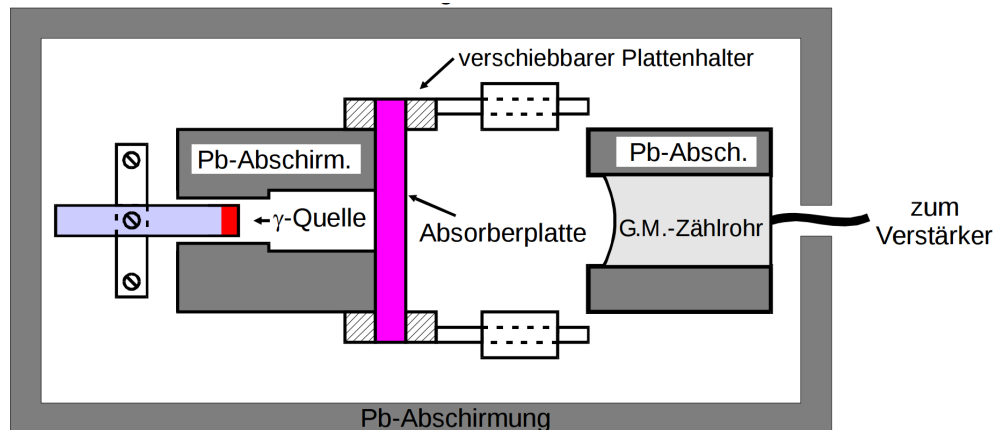 verschiebbarer Plattenhalter
Pb-Abschirm.
Pb-Absch.
γ-Quelle
Absorberplatte
G.M.-Zählrohr
zum
Verstärker
Pb-Abschirmung